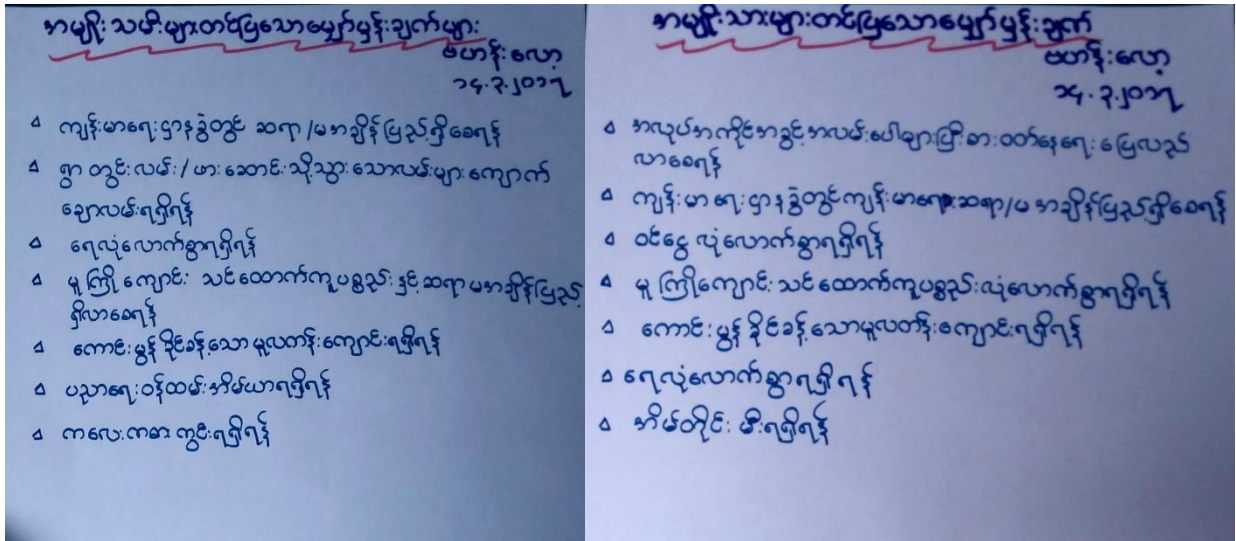 အမျိုးသမီးများတင်ပြသောမျှော်မှန်းချက်များ
ဗဟန်းလော့
၁၄.၃.၂၀၁၇
ကျန်းမာရေးဌာနခွဲတွင် ဆရာ/မအချိန်ပြည့်ရှိစေရန်
ရွာတွင်းလမ်း/ဖားဆောင်းသို့သွားသောလမ်းများကျောက်
ချောလမ်းရရှိရန်
ရေလုံလောက်စွာရရှိရန်
မူကြိုကျောင်း သင်ထောက်ကူပစ္စည်းနှင့်ဆရာမအချိန်ပြည့်
ရှိလာစေရန်
ကောင်းမွန်ခိုင်ခန့်သောမူလတန်းကျောင်းရရှိရန်
ပညာရေးဝန်ထမ်းအိမ်ယာရရှိရန်
ကလေးကစားကွင်းရရှိရန်
အမျိုးသားများတင်ပြသောမျှော်မှန်းချက်
ဗဟန်းလော့
၁၄.၃.၂၀၁၇
အလုပ်အကိုင်အခွင့်အလမ်းပေါများပြီးစားဝတ်နေရေးပြေလည်
လာစေရန်
ကျန်းမာရေးဌာနခွဲတွင်ကျန်းမာရေးဆရာ/မအချိန်ပြည့်ရှိစေရန်
ဝင်ငွေလုံလောက်စွာရရှိရန်
မူကြိုကျောင်းသင်ထောက်ကူပစ္စည်းလုံလောက်စွာရရှိရန်
ကောင်းမွန်ခိုင်ခန့်သောမူလတန်းကျောင်းရရှိရန်
ရေလုံလောက်စွာရရှိရန်
အိမ်တိုင်းမီးရရှိရန်